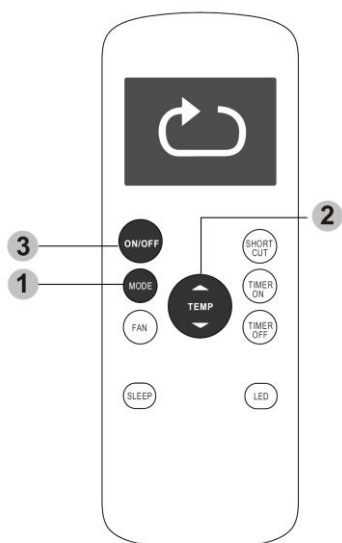 2
3
ON/OFF
SHORT
CUT
1
MODE
TEMP
TIMER
ON
FAN
TIMER
OFF
SLEEP
LED